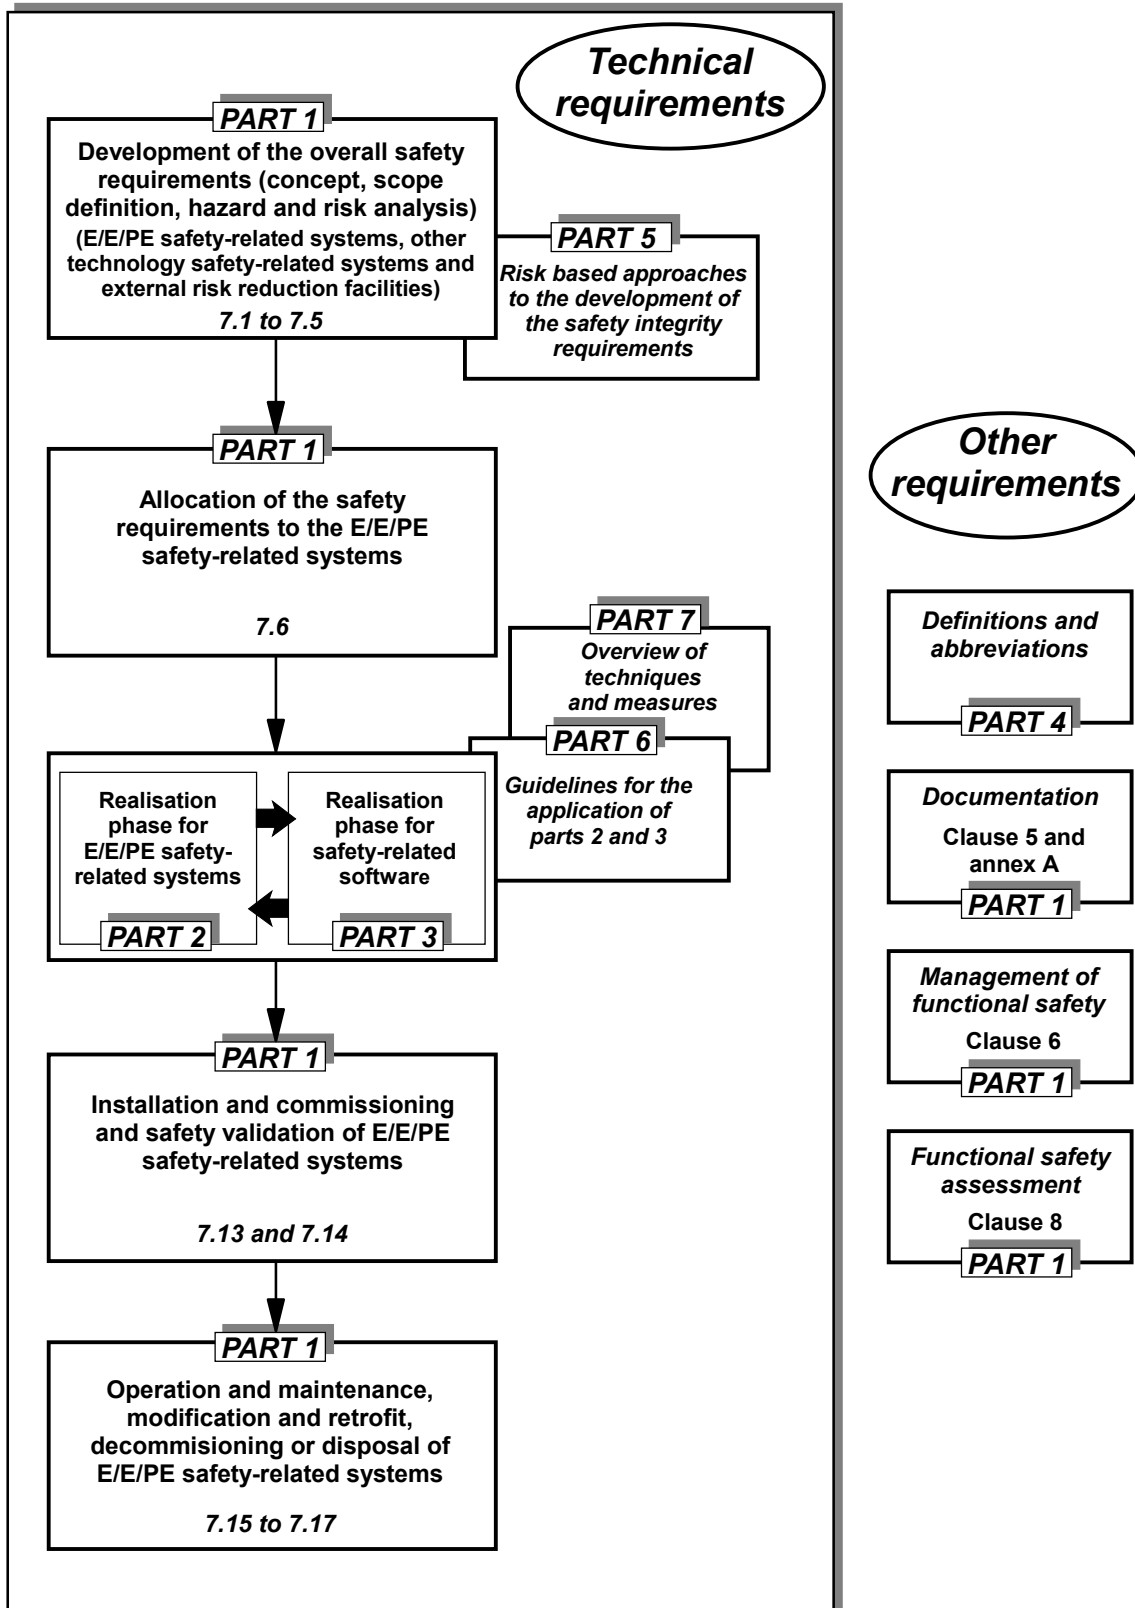 Technical
requirements
PART 1
Development of the overall safety
requirements (concept, scope
definition, hazard and risk analysis)
(E/E/PE safety-related systems, other
technology safety-related systems and
external risk reduction facilities)
7.1 to 7.5
PART 5
Risk based approaches
to the development of
the safety integrity
requirements
PART 1
Allocation of the safety
requirements to the E/E/PE
safety-related systems
7.6
PART 7
Overview of
techniques
and measures
PART 6
Guidelines for the
application of
parts 2 and 3
Realisation
phase for
E/E/PE safety-
related systems
PART 2
Realisation
phase for
safety-related
software
PART 3
PART 1
Installation and commissioning
and safety validation of E/E/PE
safety-related systems
7.13 and 7.14
PART 1
Operation and maintenance,
modification and retrofit,
decommisioning or disposal of
E/E/PE safety-related systems
7.15 to 7.17
Other
requirements
Definitions and
abbreviations
PART 4
Documentation
Clause 5 and
annex A
PART 1
Management of
functional safety
Clause 6
PART 1
Functional safety
assessment
Clause 8
PART 1